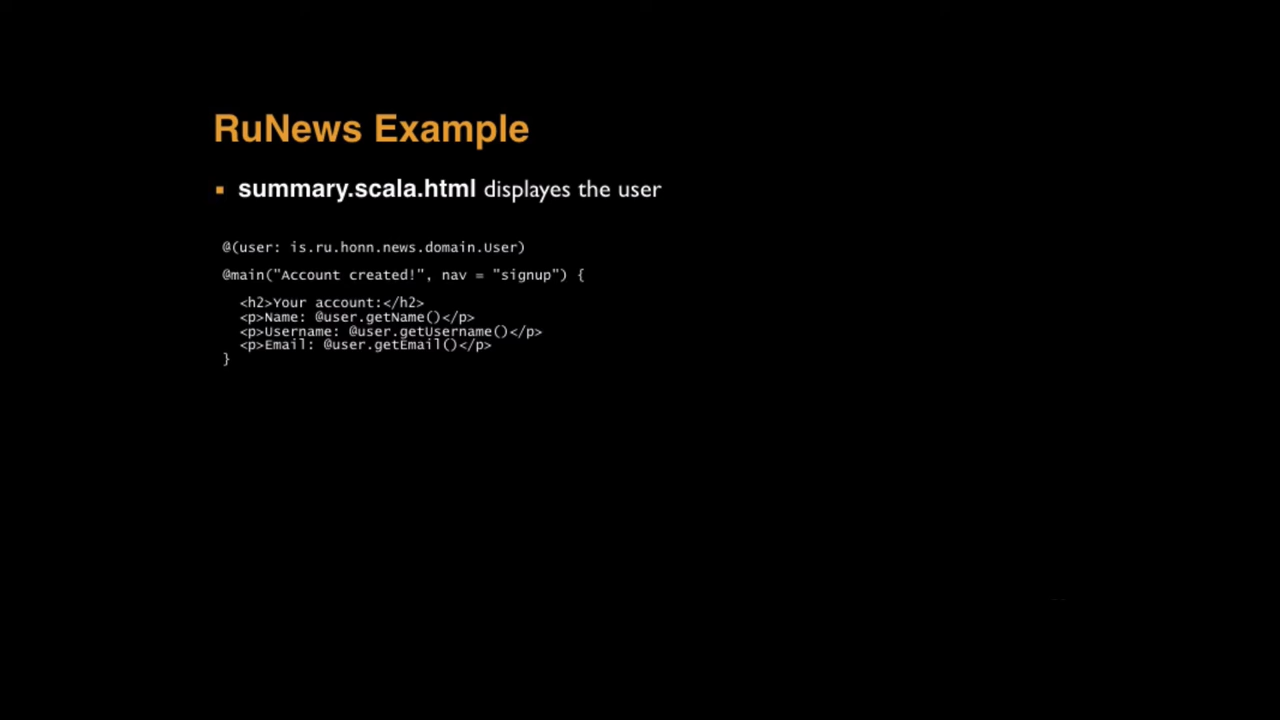 RuNews Example
▪ summary.scala.html displayes the user
@(user: is.ru.honn.news.domain.User)
@main("Account created!", nav = "signup") {
<h2>Your account:</h2>
<p>Name: @user.getName()</p>
<p>Username: @user.getUsername()</p>
<p>Email: @user.getEmail()</p>
}